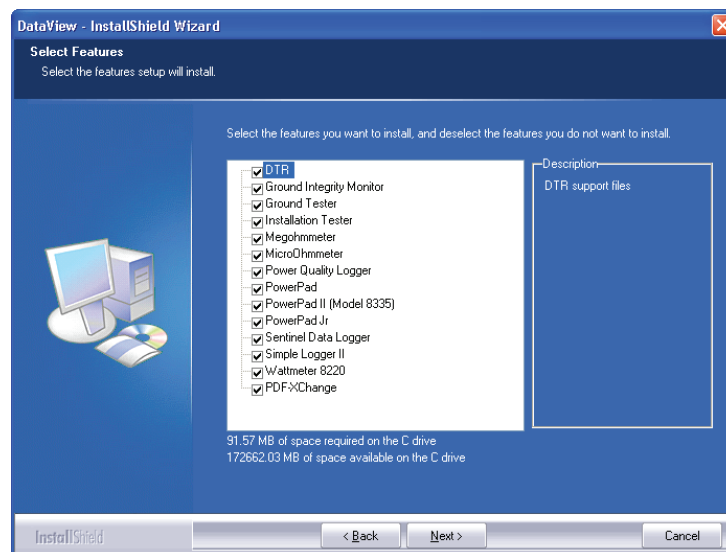 DataView - InstallShield Wizard
Select Features
Select the features setup will install.
Select the features you want to install, and deselect the features you do not want to install.
DTR
Ground Integrity Monitor
Ground Tester
Installation Tester
Megohmmeter
MicroOhmmeter
Power Quality Logger
PowerPad
PowerPad II (Model 8335)
PowerPad Jr
Sentinel Data Logger
Simple Logger II
Wattmeter 8220
PDF-XChange
Description
DTR support files
91.57 MB of space required on the C drive
172662.03 MB of space available on the C drive
InstallShield
< Back
Next >
Cancel